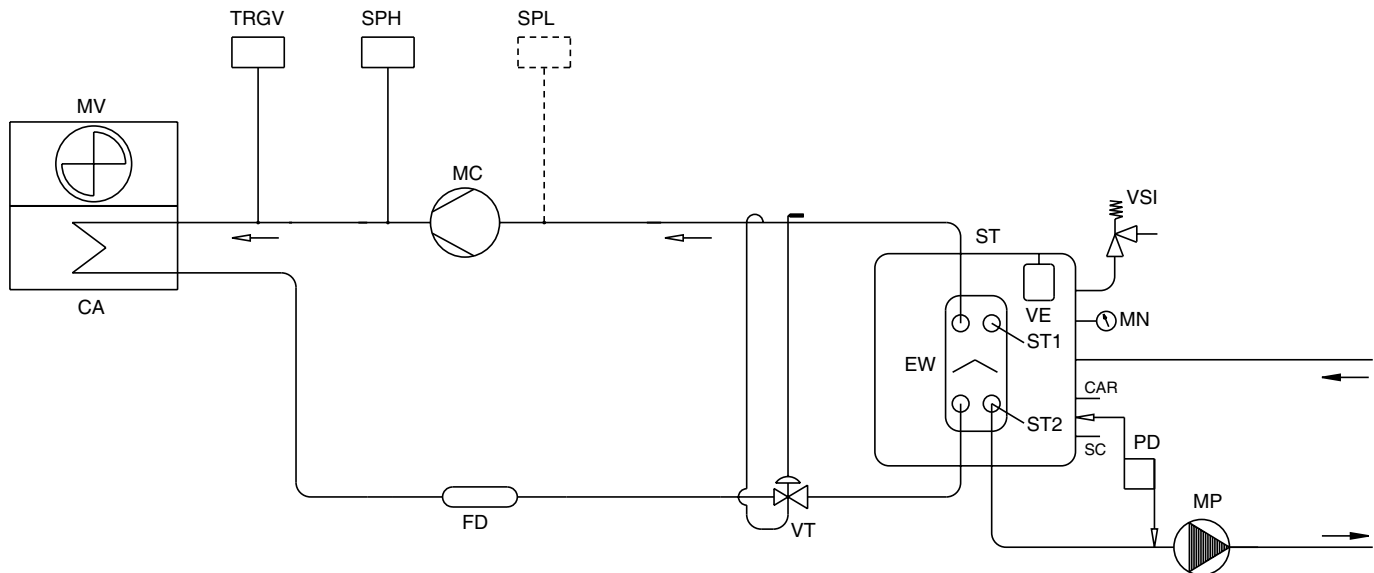 TRGV
SPH
SPL
MV
MC
VSI
ST
CA
VE
MN
ST1
EW
CAR
ST2
PD
SC
MP
FD
VT